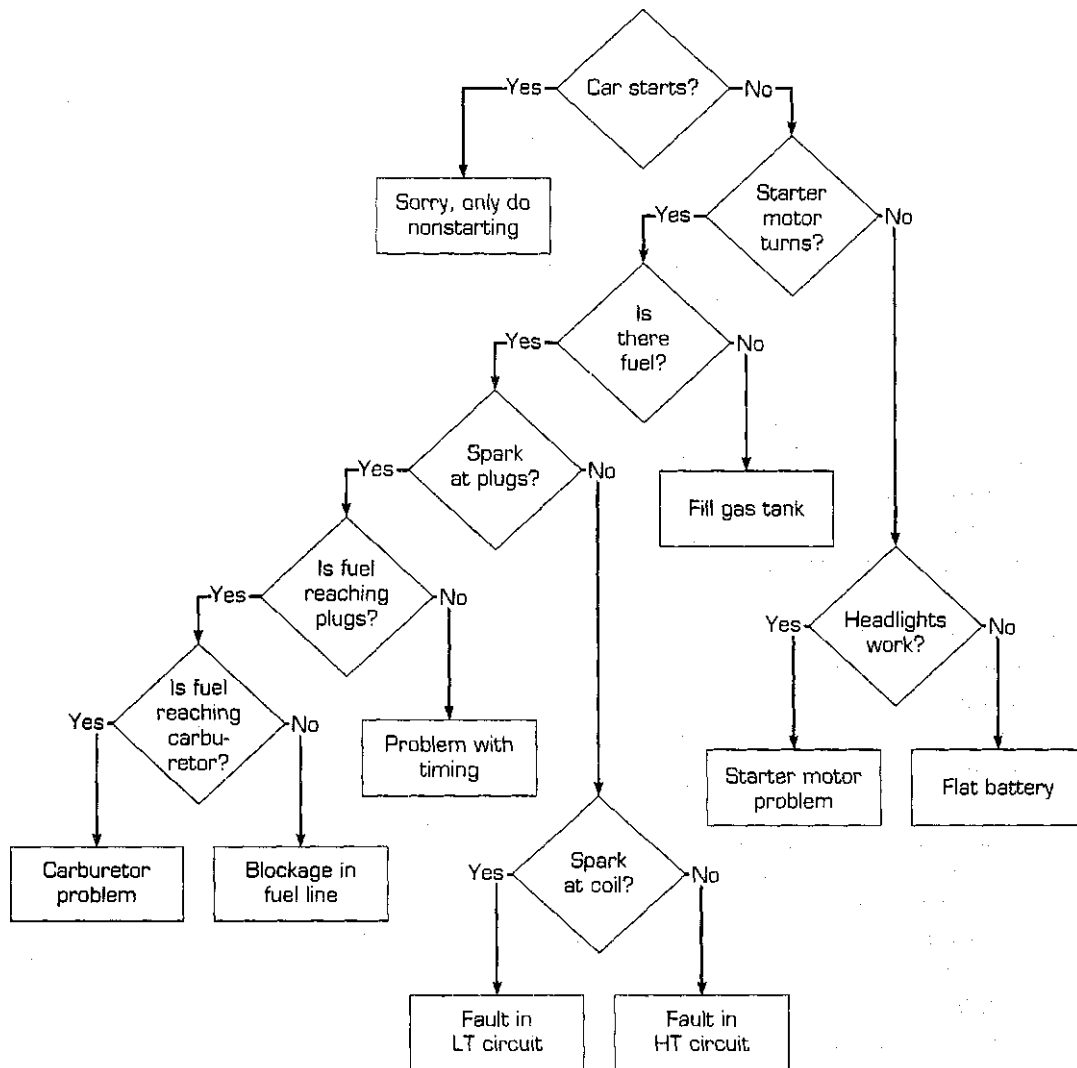 Yes
Car starts?
No
Sorry, only do
nonstarting
Yes
Starter
motor
turns?
No
Yes
Is
there
fuel?
No
Yes
Spark
at plugs?
No
Fill gas tank
Yes
Is fuel
reaching
plugs?
No
Yes
Headlights
work?
No
Yes
Is fuel
reaching
carbu-
retor?
No
Problem with
timing
Starter motor
problem
Flat battery
Carburetor
problem
Blockage in
fuel line
Yes
Spark
at coil?
No
Fault in
LT circuit
Fault in
HT circuit